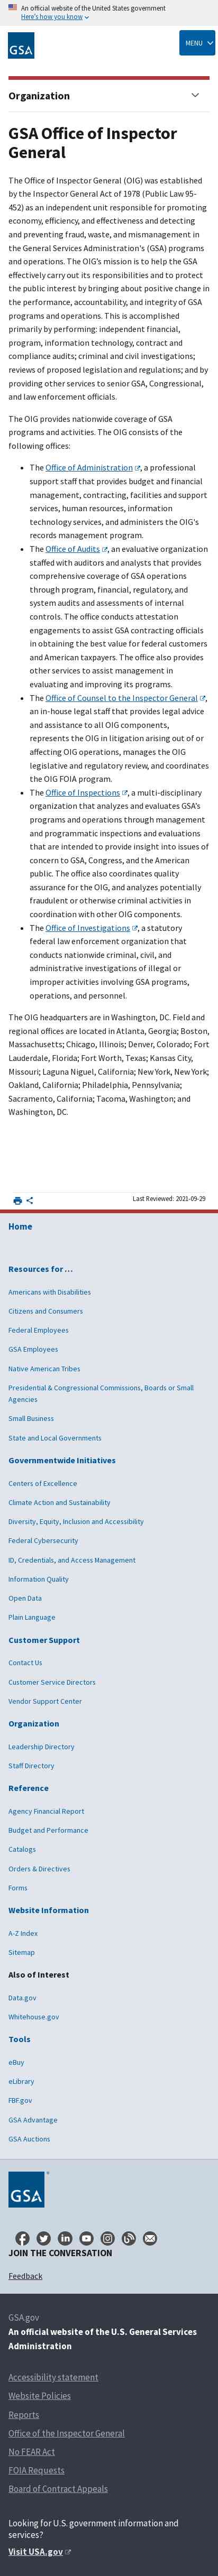 An official website of the United States government
Here's how you know
GSA
MENU
Organization
GSA Office of Inspector
General
The Office of Inspector General (OIG) was established
by the Inspector General Act of 1978 (Public Law 95-
452) as an independent unit responsible for promoting
economy, efficiency, and effectiveness and detecting
and preventing fraud, waste, and mismanagement in
the General Services Administration's (GSA) programs
and operations. The OIG's mission is to help the GSA
effectively carry out its responsibilities and to protect
the public interest by bringing about positive change in
the performance, accountability, and integrity of GSA
programs and operations. The OIG accomplishes its
mission by performing: independent financial,
program, information technology, contract and
compliance audits; criminal and civil investigations;
reviews of proposed legislation and regulations; and by
providing other services to senior GSA, Congressional,
and law enforcement officials.
The OIG provides nationwide coverage of GSA
programs and activities. The OIG consists of the
following offices:
• The Office of Administration, a professional
support staff that provides budget and financial
management, contracting, facilities and support
services, human resources, information
technology services, and administers the OIG's
records management program.
• The Office of Audits, an evaluative organization
staffed with auditors and analysts that provides
comprehensive coverage of GSA operations
through program, financial, regulatory, and
system audits and assessments of internal
controls. The office conducts attestation
engagements to assist GSA contracting officials
in obtaining the best value for federal customers
and American taxpayers. The office also provides
other services to assist management in
evaluating and improving its programs.
• The Office of Counsel to the Inspector General,
an in-house legal staff that provides legal advice
and assistance to all OIG components,
represents the OIG in litigation arising out of or
affecting OIG operations, manages the OIG
legislative and regulatory review, and coordinates
the OIG FOIA program.
• The Office of Inspections, a multi-disciplinary
organization that analyzes and evaluates GSA's
programs and operations through management
and programmatic inspections and evaluations
that are intended to provide insight into issues of
concern to GSA, Congress, and the American
public. The office also coordinates quality
assurance for the OIG, and analyzes potentially
fraudulent or otherwise criminal activities in
coordination with other OIG components.
• The Office of Investigations, a statutory
federal law enforcement organization that
conducts nationwide criminal, civil, and
administrative investigations of illegal or
improper activities involving GSA programs,
operations, and personnel.
The OIG headquarters are in Washington, DC. Field and
regional offices are located in Atlanta, Georgia; Boston,
Massachusetts; Chicago, Illinois; Denver, Colorado; Fort
Lauderdale, Florida; Fort Worth, Texas; Kansas City,
Missouri; Laguna Niguel, California; New York, New York;
Oakland, California; Philadelphia, Pennsylvania;
Sacramento, California; Tacoma, Washington; and
Washington, DC.
Last Reviewed: 2021-09-29
Home
Resources for …
Americans with Disabilities
Citizens and Consumers
Federal Employees
GSA Employees
Native American Tribes
Presidential & Congressional Commissions, Boards or Small
Agencies
Small Business
State and Local Governments
Governmentwide Initiatives
Centers of Excellence
Climate Action and Sustainability
Diversity, Equity, Inclusion and Accessibility
Federal Cybersecurity
ID, Credentials, and Access Management
Information Quality
Open Data
Plain Language
Customer Support
Contact Us
Customer Service Directors
Vendor Support Center
Organization
Leadership Directory
Staff Directory
Reference
Agency Financial Report
Budget and Performance
Catalogs
Orders & Directives
Forms
Website Information
A-Z Index
Sitemap
Also of Interest
Data.gov
Whitehouse.gov
Tools
eBuy
eLibrary
FBF.gov
GSA Advantage
GSA Auctions
GSA
JOIN THE CONVERSATION
Feedback
GSA.gov
An official website of the U.S. General Services
Administration
Accessibility statement
Website Policies
Reports
Office of the Inspector General
No FEAR Act
FOIA Requests
Board of Contract Appeals
Looking for U.S. government information and
services?
Visit USA.gov